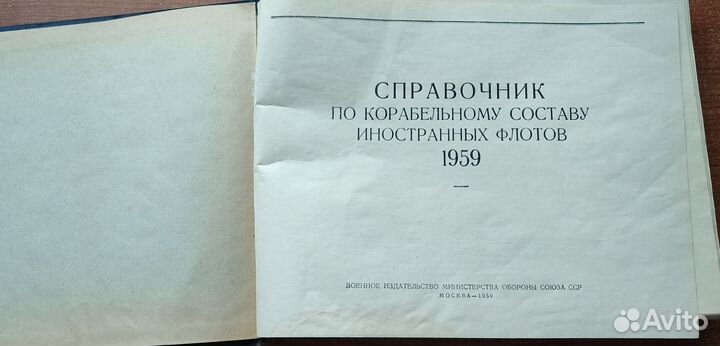 СПРАВОЧНИК
ПО КОРАБЕЛЬНОМУ СОСТАВУ
ИНОСТРАННЫХ ФЛОТОВ
1959
ВОЕННОЕ ИЗДАТЕЛЬСТВО МИНИСТЕРСТВА ОБОРОНЫ СОЮЗА ССР
МОСКВА—1959
Avito